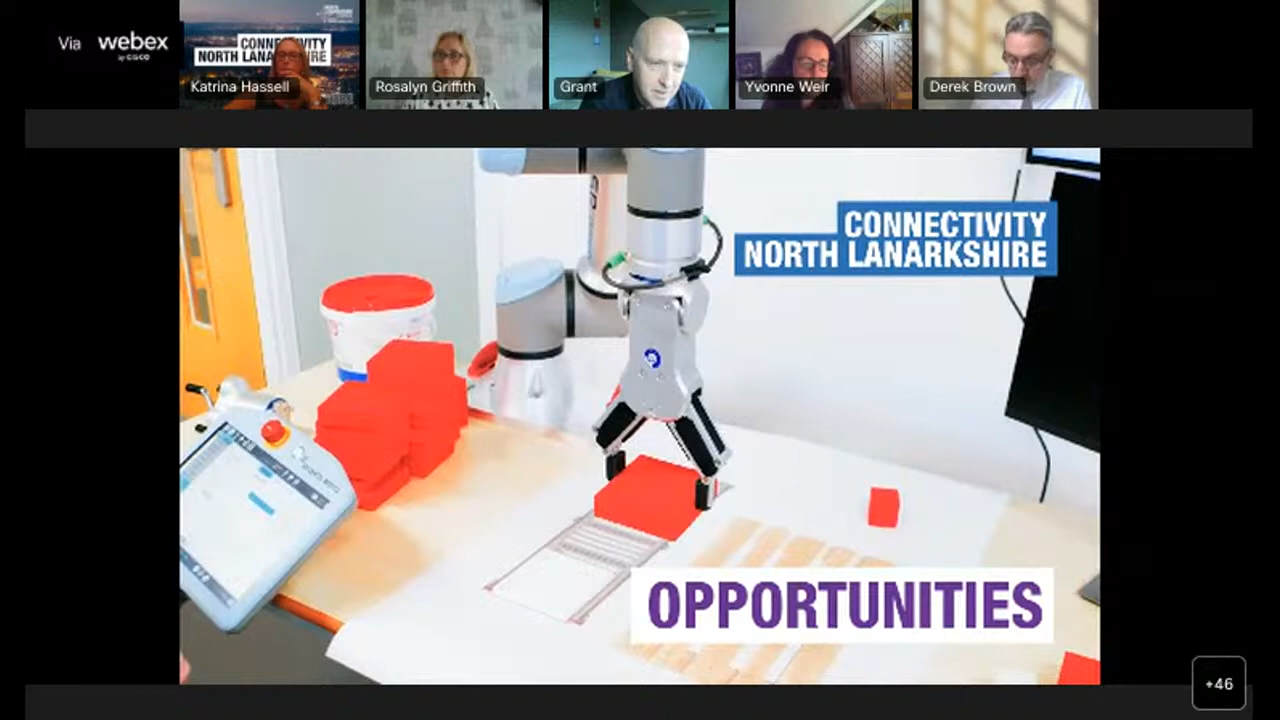 Via webex
by CISCO
CONNECTIVITY
NORTH LANARKSHIRE
Katrina Hassell
Rosalyn Griffith
Grant
Yvonne Weir
Derek Brown
CONNECTIVITY
NORTH LANARKSHIRE
OPPORTUNITIES
+46